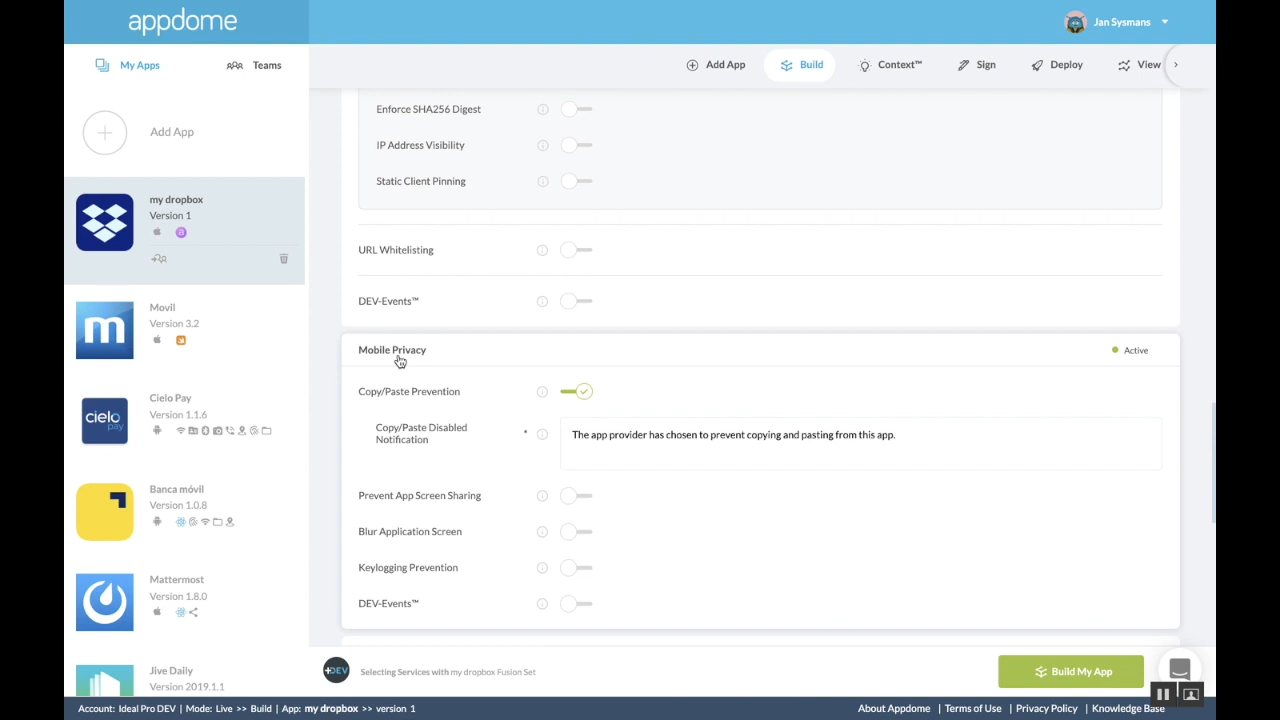 appdome
Jan Sysmans
My Apps
Teams
Add App
Build
Context™
Sign
Deploy
View
Add App
my dropbox
Version 1
Movil
Version 3.2
Cielo Pay
Version 1.1.6
cielo
pay
Banca móvil
Version 1.0.8
Mattermost
Version 1.8.0
Jive Daily
Version 2019.1.1
Enforce SHA256 Digest
IP Address Visibility
Static Client Pinning
URL Whitelisting
DEV-Events™
Mobile Privacy
Active
Copy/Paste Prevention
Copy/Paste Disabled
Notification
The app provider has chosen to prevent copying and pasting from this app.
Prevent App Screen Sharing
Blur Application Screen
Keylogging Prevention
DEV-Events™
+DEV
Selecting Services with my dropbox Fusion Set
Build My App
Account: Ideal Pro DEV | Mode: Live >> Build | App: my dropbox >> version 1
About Appdome | Terms of Use | Privacy Policy | Knowledge Base